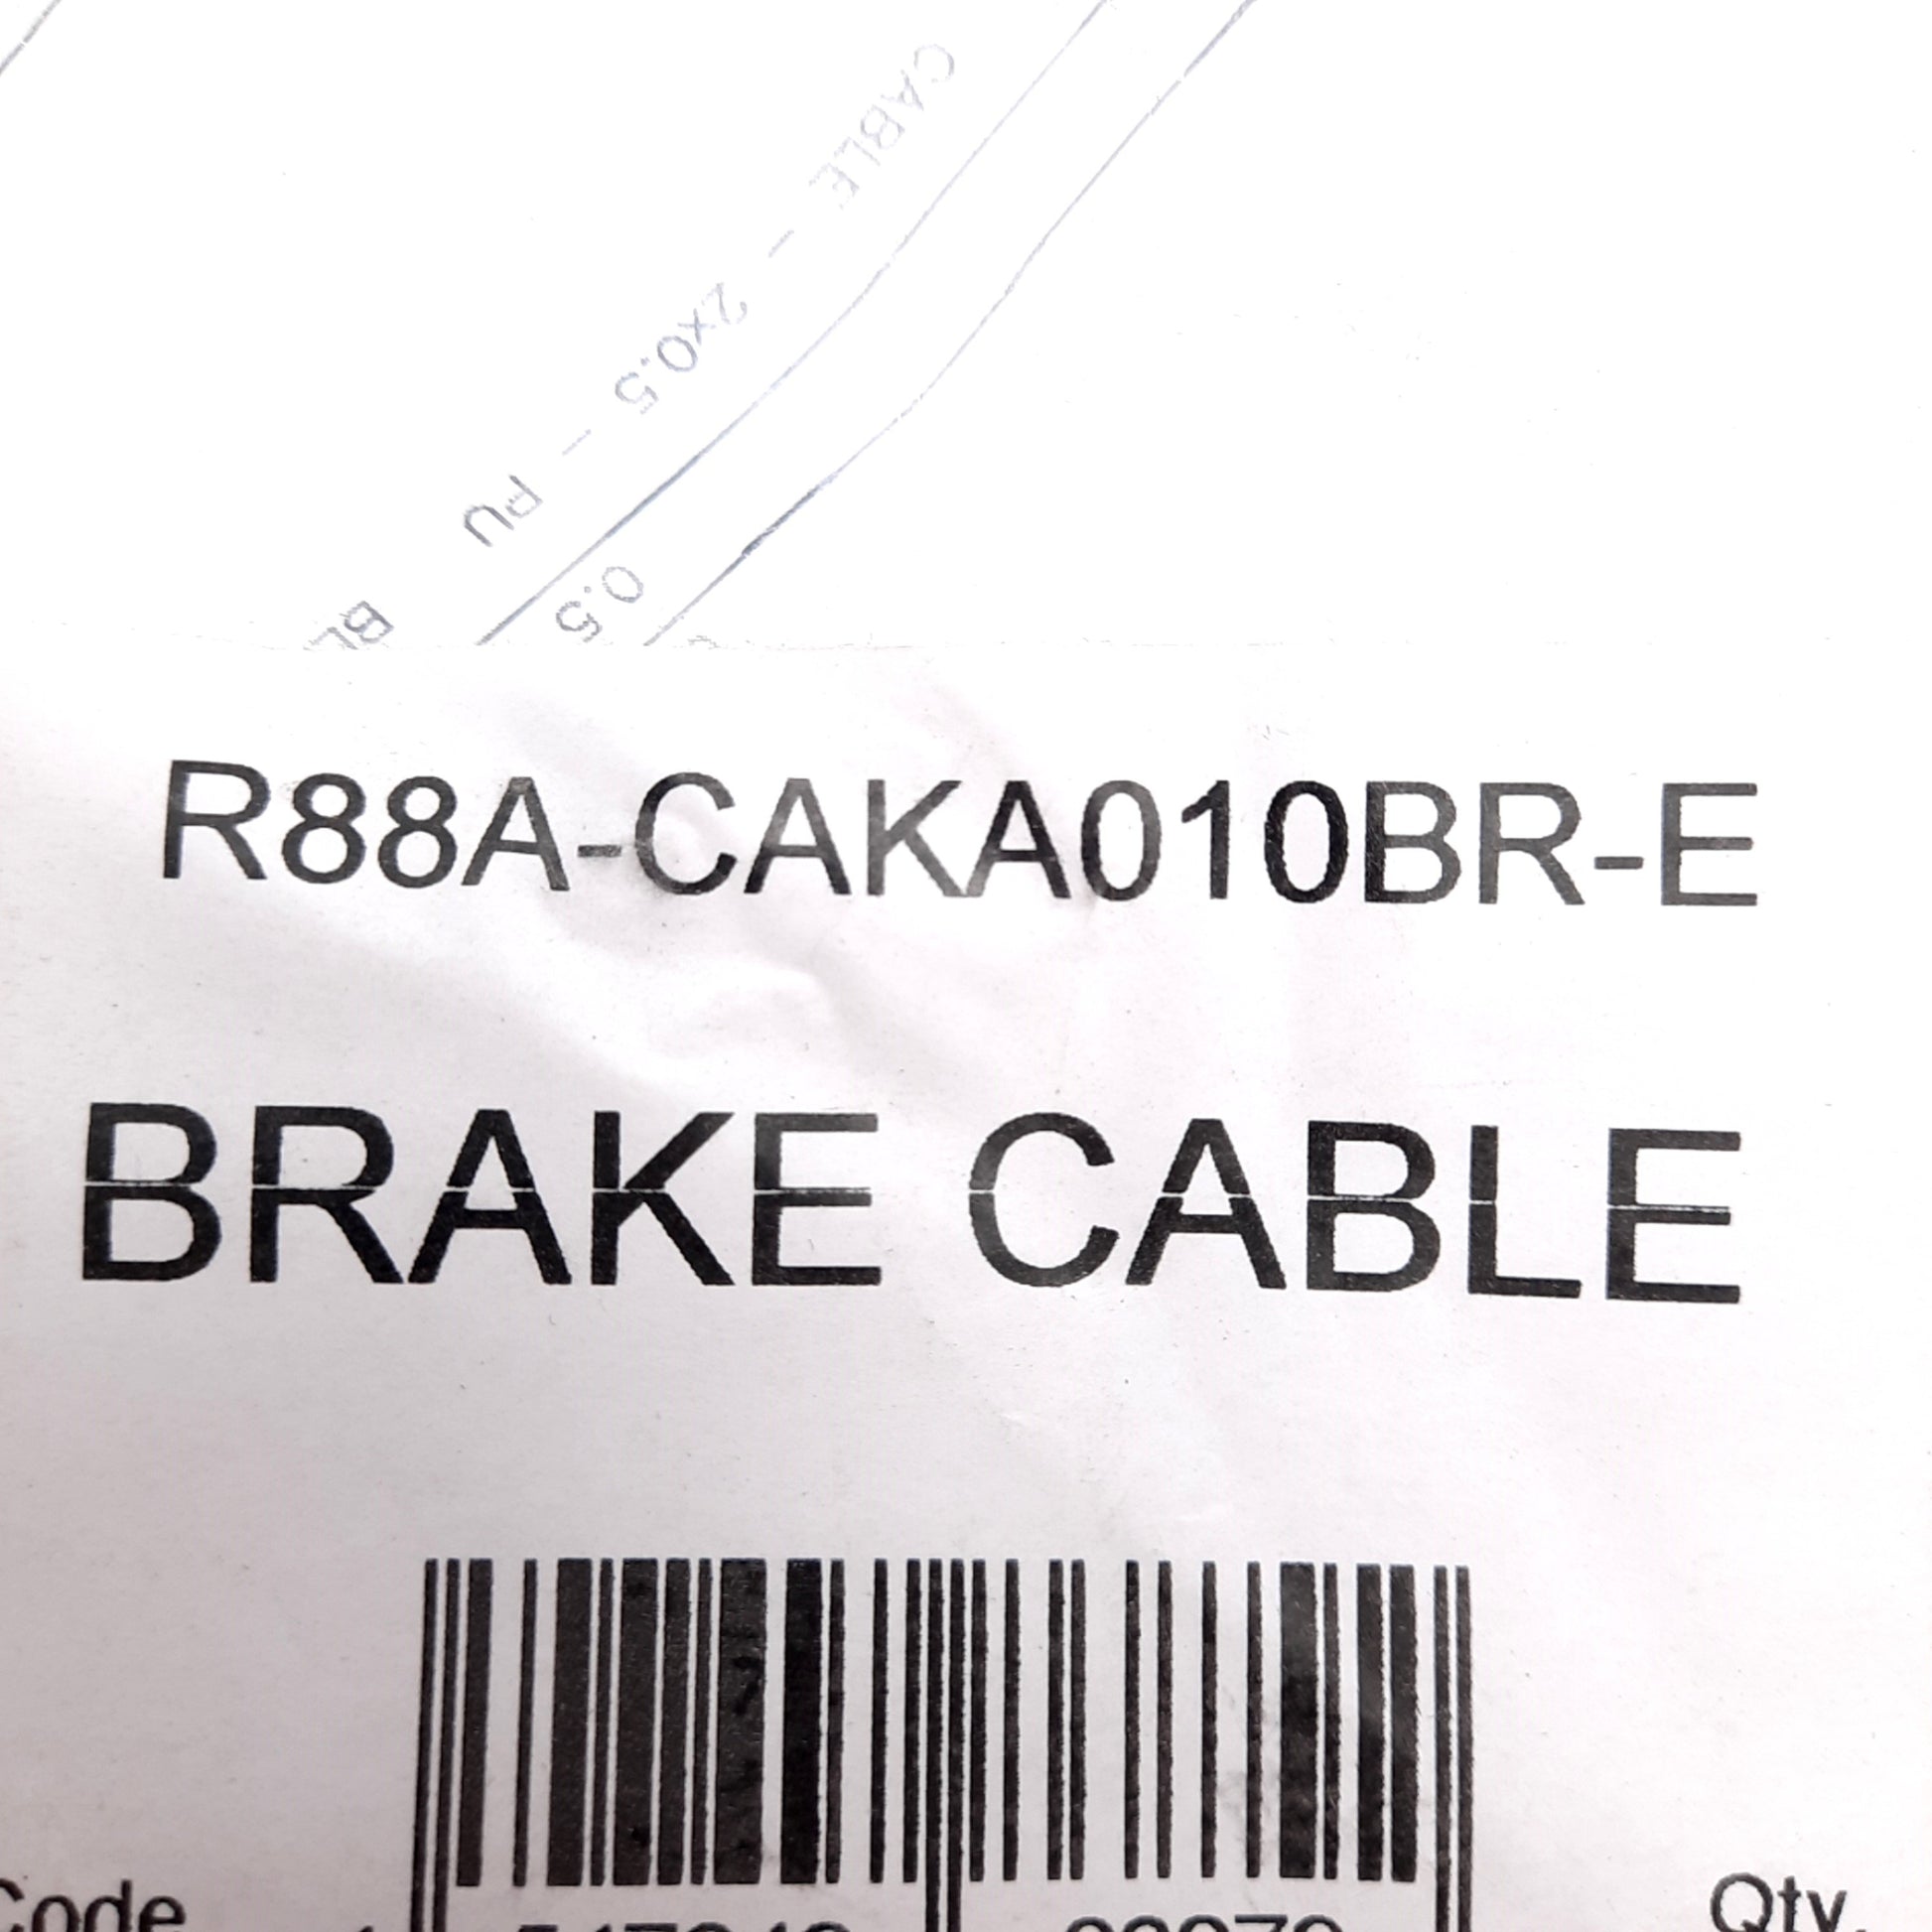 CABLE - 2x0.5 - PU
0.5
R88A-CAKA010BR-E
BRAKE CABLE
Code
Qty.